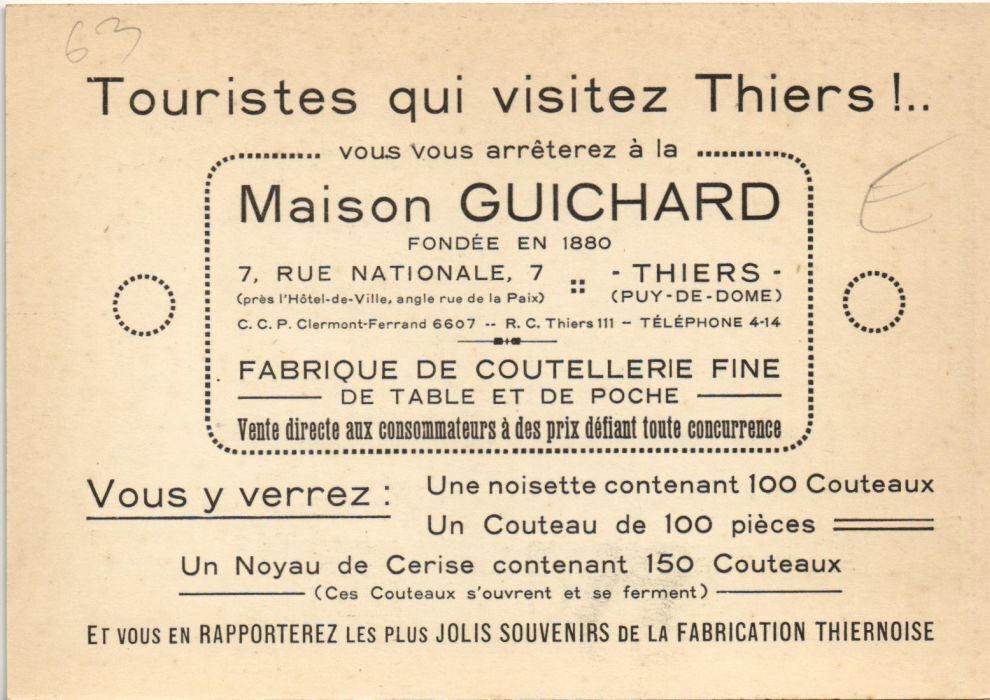 63
Touristes qui visitez Thiers !..
vous vous arrêterez à la
Maison GUICHARD
FONDÉE EN 1880
7, RUE NATIONALE, 7 - THIERS -
(près l'Hôtel-de-Ville, angle rue de la Paix) (PUY-DE-DOME)
C. C. P. Clermont-Ferrand 6607 -- R. C. Thiers 111 -- TÉLÉPHONE 4-14
FABRIQUE DE COUTELLERIE FINE
DE TABLE ET DE POCHE
Vente directe aux consommateurs à des prix défiant toute concurrence
E
Vous y verrez : Une noisette contenant 100 Couteaux
Un Couteau de 100 pièces
Un Noyau de Cerise contenant 150 Couteaux
(Ces Couteaux s'ouvrent et se ferment)
ET VOUS EN RAPPORTEREZ LES PLUS JOLIS SOUVENIRS DE LA FABRICATION THIERNOISE